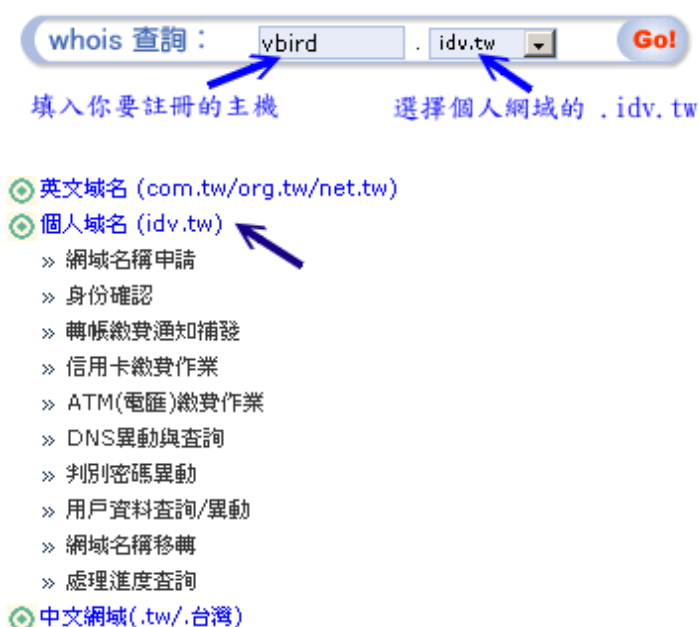 whois 查詢： vbird . idv.tw Go!
填入你要註冊的主機 選擇個人網域的 .idv.tw
英文域名 (com.tw/org.tw/net.tw)
個人域名 (idv.tw)
» 網域名稱申請
» 身份確認
» 轉帳繳費通知補發
» 信用卡繳費作業
» ATM(電匯)繳費作業
» DNS異動與查詢
» 判別密碼異動
» 用戶資料查詢/異動
» 網域名稱移轉
» 處理進度查詢
中文網域(.tw/.台灣)